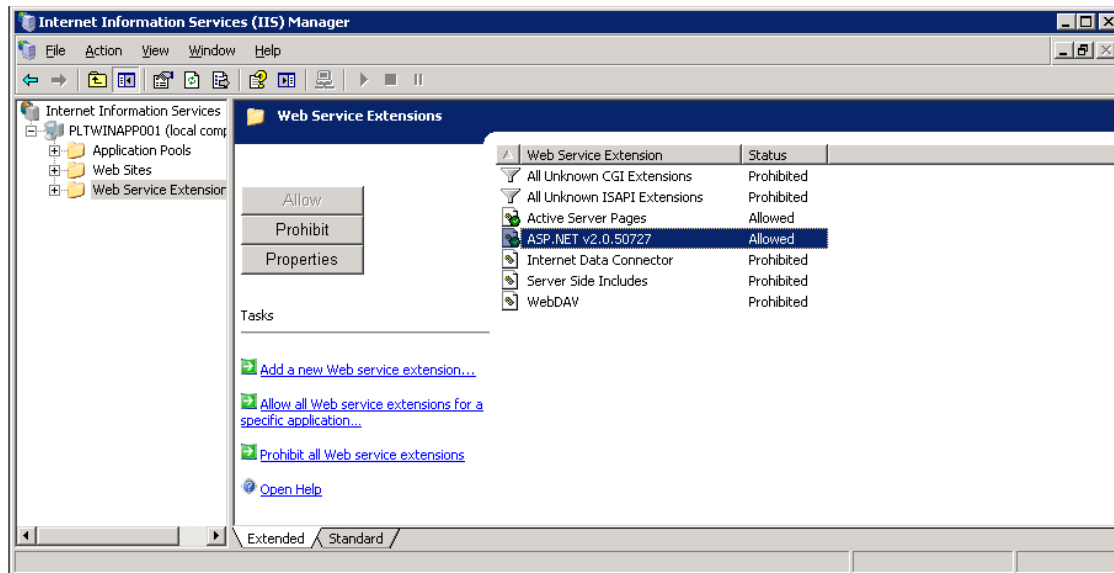 Internet Information Services (IIS) Manager
File Action View Window Help
Internet Information Services
PLTWINAPP001 (local comp
Application Pools
Web Sites
Web Service Extension
Web Service Extensions
Allow
Prohibit
Properties
Tasks
Add a new Web service extension...
Allow all Web service extensions for a
specific application...
Prohibit all Web service extensions
Open Help
Web Service Extension Status
All Unknown CGI Extensions Prohibited
All Unknown ISAPI Extensions Prohibited
Active Server Pages Allowed
ASP.NET v2.0.50727 Allowed
Internet Data Connector Prohibited
Server Side Includes Prohibited
WebDAV Prohibited
Extended Standard